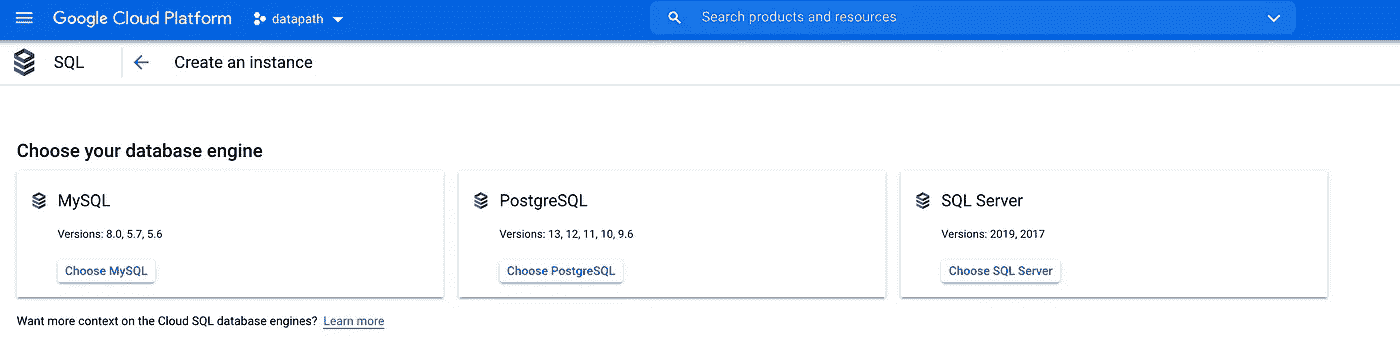 Google Cloud Platform datapath Search products and resources
SQL Create an instance
Choose your database engine
MySQL
Versions: 8.0, 5.7, 5.6
Choose MySQL
PostgreSQL
Versions: 13, 12, 11, 10, 9.6
Choose PostgreSQL
SQL Server
Versions: 2019, 2017
Choose SQL Server
Want more context on the Cloud SQL database engines? Learn more